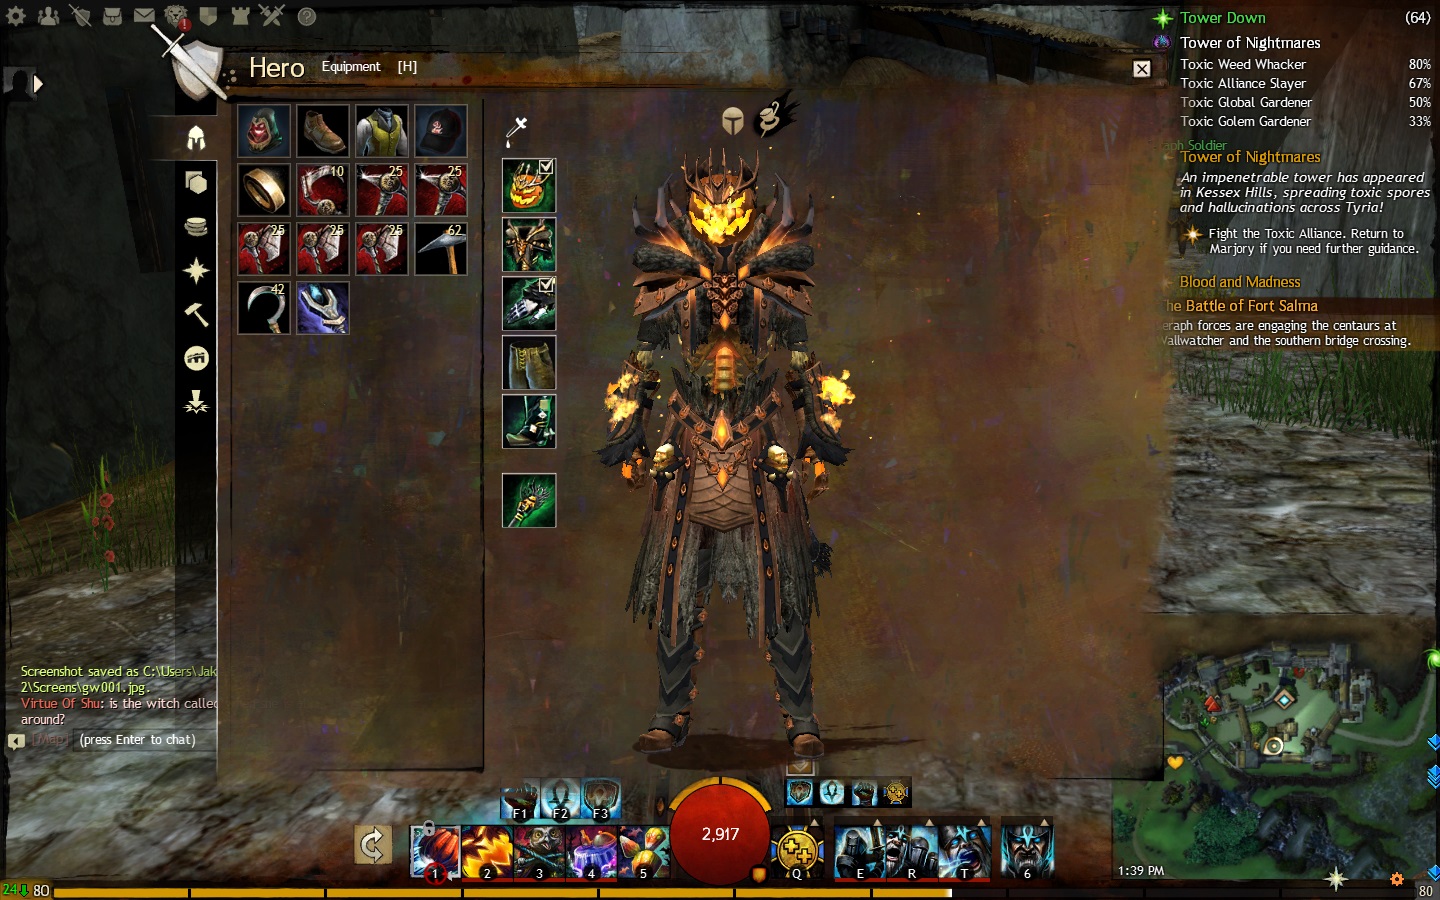 Hero Equipment [H]
10 25 25
25 25 25 62
42
Tower Down (64)
Tower of Nightmares
Toxic Weed Whacker 80%
Toxic Alliance Slayer 67%
Toxic Global Gardener 50%
Toxic Golem Gardener 33%
Soldier
Tower of Nightmares
An impenetrable tower has appeared
in Kessex Hills, spreading toxic spores
and hallucinations across Tyria!
Fight the Toxic Alliance. Return to
Marjory if you need further guidance.
Blood and Madness
The Battle of Fort Salma
eraph forces are engaging the centaurs at
Wallwatcher and the southern bridge crossing.
Screenshot saved as C:\Users\Jak
2\Screens\gw001.jpg.
Virtue Of Shu: is the witch called
around?
[Map] (press Enter to chat)
F1 F2 F3
1 2 3 4 5 2,917 Q E R T 6
1:39 PM
24 80
80